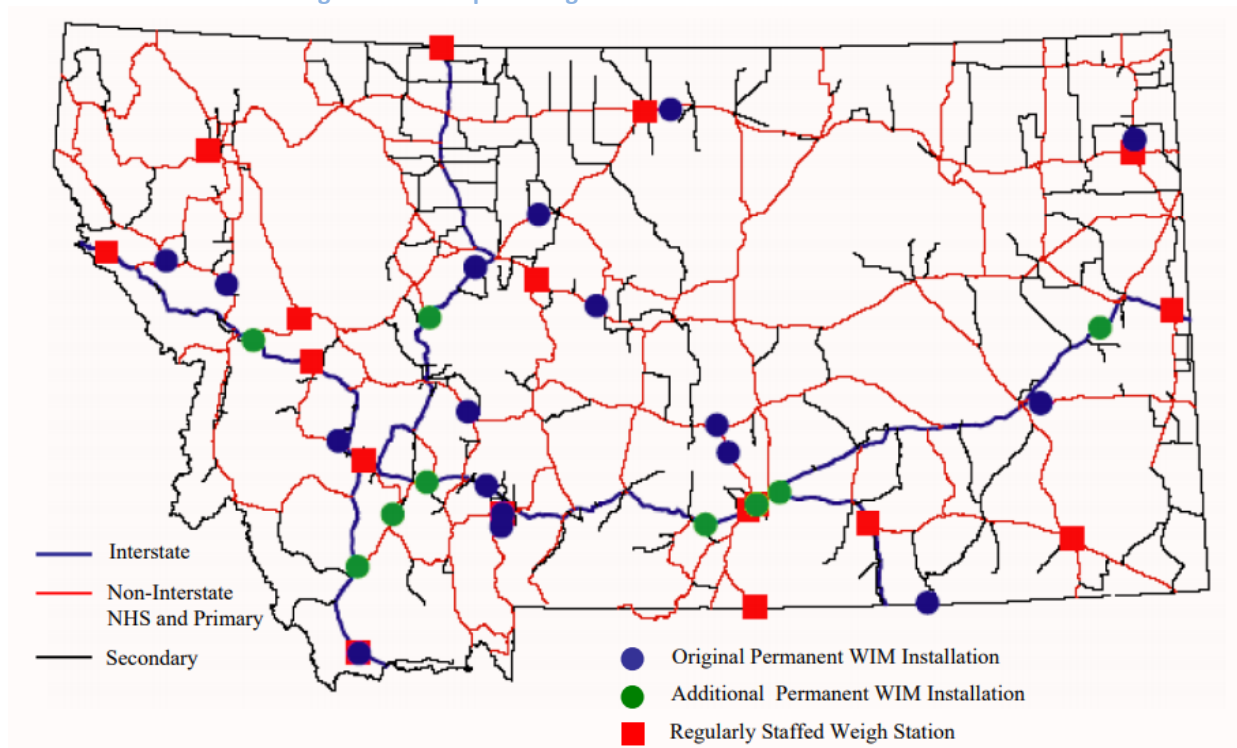 Interstate
Non-Interstate
NHS and Primary
Secondary
Original Permanent WIM Installation
Additional Permanent WIM Installation
Regularly Staffed Weigh Station